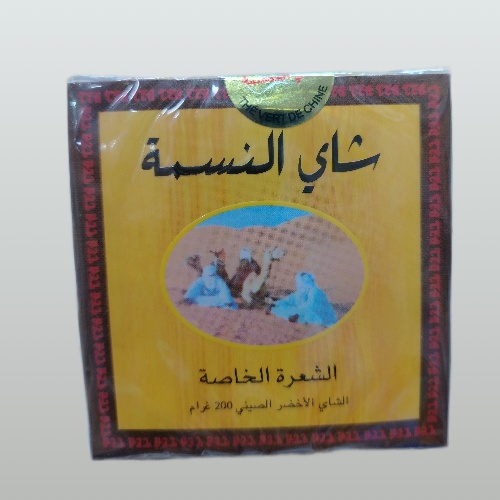 THE VERT DE CHINE
شاي النسمة
الشعرة الخاصة
الشاي الأخضر الصيني 200 غرام